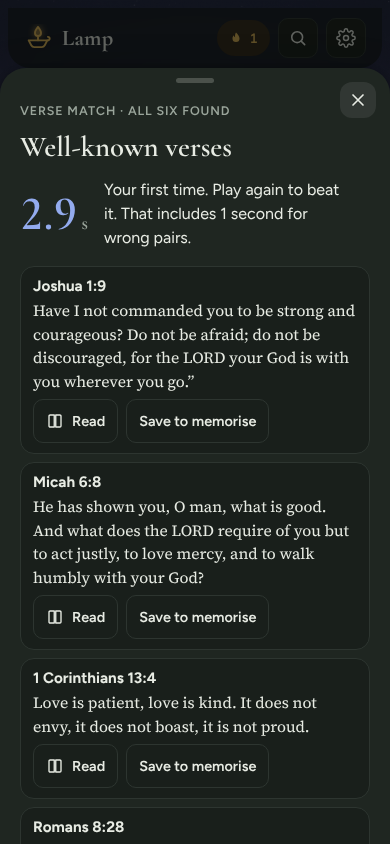 Lamp
1
VERSE MATCH · ALL SIX FOUND
Well-known verses
2.9 s
Your first time. Play again to beat
it. That includes 1 second for
wrong pairs.
Joshua 1:9
Have I not commanded you to be strong and
courageous? Do not be afraid; do not be
discouraged, for the LORD your God is with
you wherever you go.”
Read
Save to memorise
Micah 6:8
He has shown you, O man, what is good.
And what does the LORD require of you but
to act justly, to love mercy, and to walk
humbly with your God?
Read
Save to memorise
1 Corinthians 13:4
Love is patient, love is kind. It does not
envy, it does not boast, it is not proud.
Read
Save to memorise
Romans 8:28